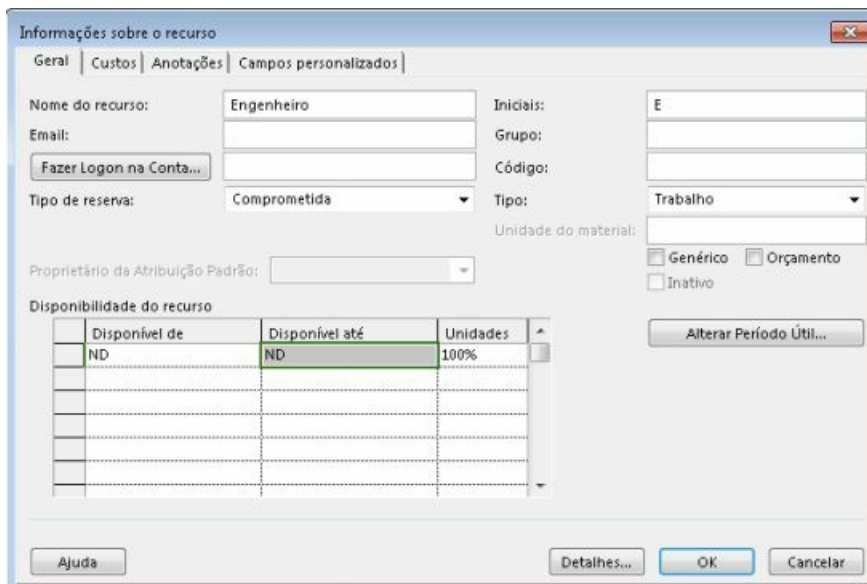 Informações sobre o recurso
Geral Custos Anotações Campos personalizados
Nome do recurso: Engenheiro Iniciais: E
Email: Grupo:
Fazer Logon na Conta... Código:
Tipo de reserva: Comprometida Tipo: Trabalho
Unidade do material:
Genérico Orçamento
Proprietário da Atribuição Padrão:
Inativo
Disponibilidade do recurso
Disponível de Disponível até Unidades Alterar Período Útil...
ND ND 100%
Ajuda Detalhes... OK Cancelar